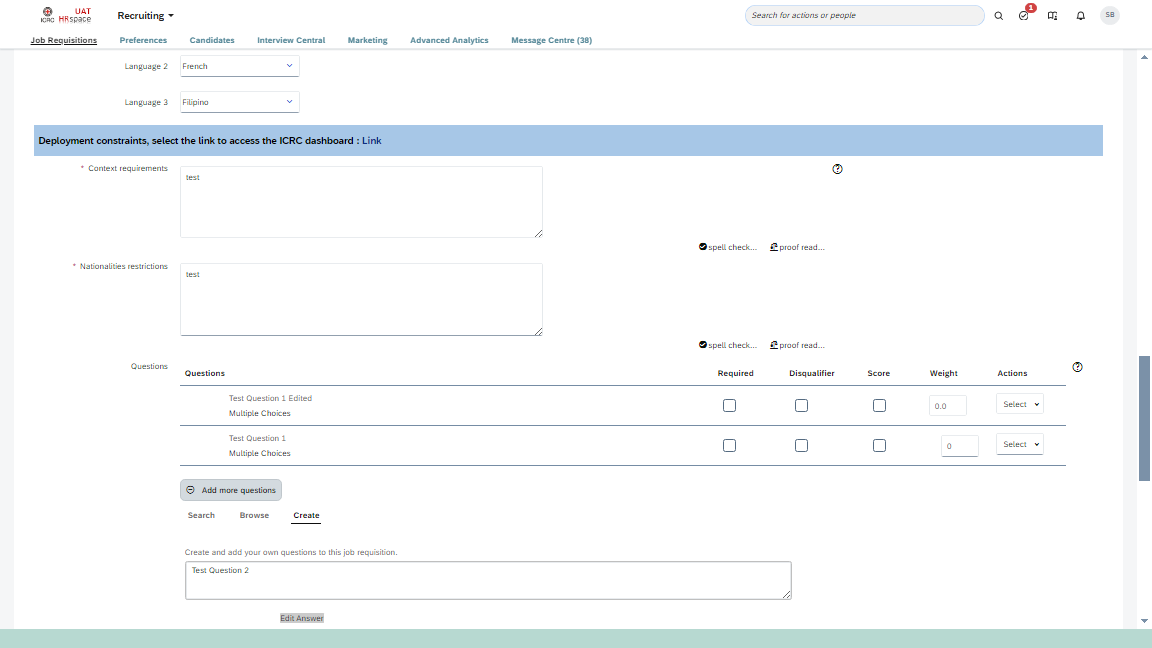 UAT
ICRC HRspace
Recruiting
Search for actions or people
1
SB
Job Requisitions
Preferences
Candidates
Interview Central
Marketing
Advanced Analytics
Message Centre (38)
Language 2
French
Language 3
Filipino
Deployment constraints, select the link to access the ICRC dashboard : Link
* Context requirements
test
spell check... proof read...
* Nationalities restrictions
test
spell check... proof read...
Questions
Questions Required Disqualifier Score Weight Actions
Test Question 1 Edited
Multiple Choices
0.0
Select
Test Question 1
Multiple Choices
0
Select
Add more questions
Search Browse Create
Create and add your own questions to this job requisition.
Test Question 2
Edit Answer